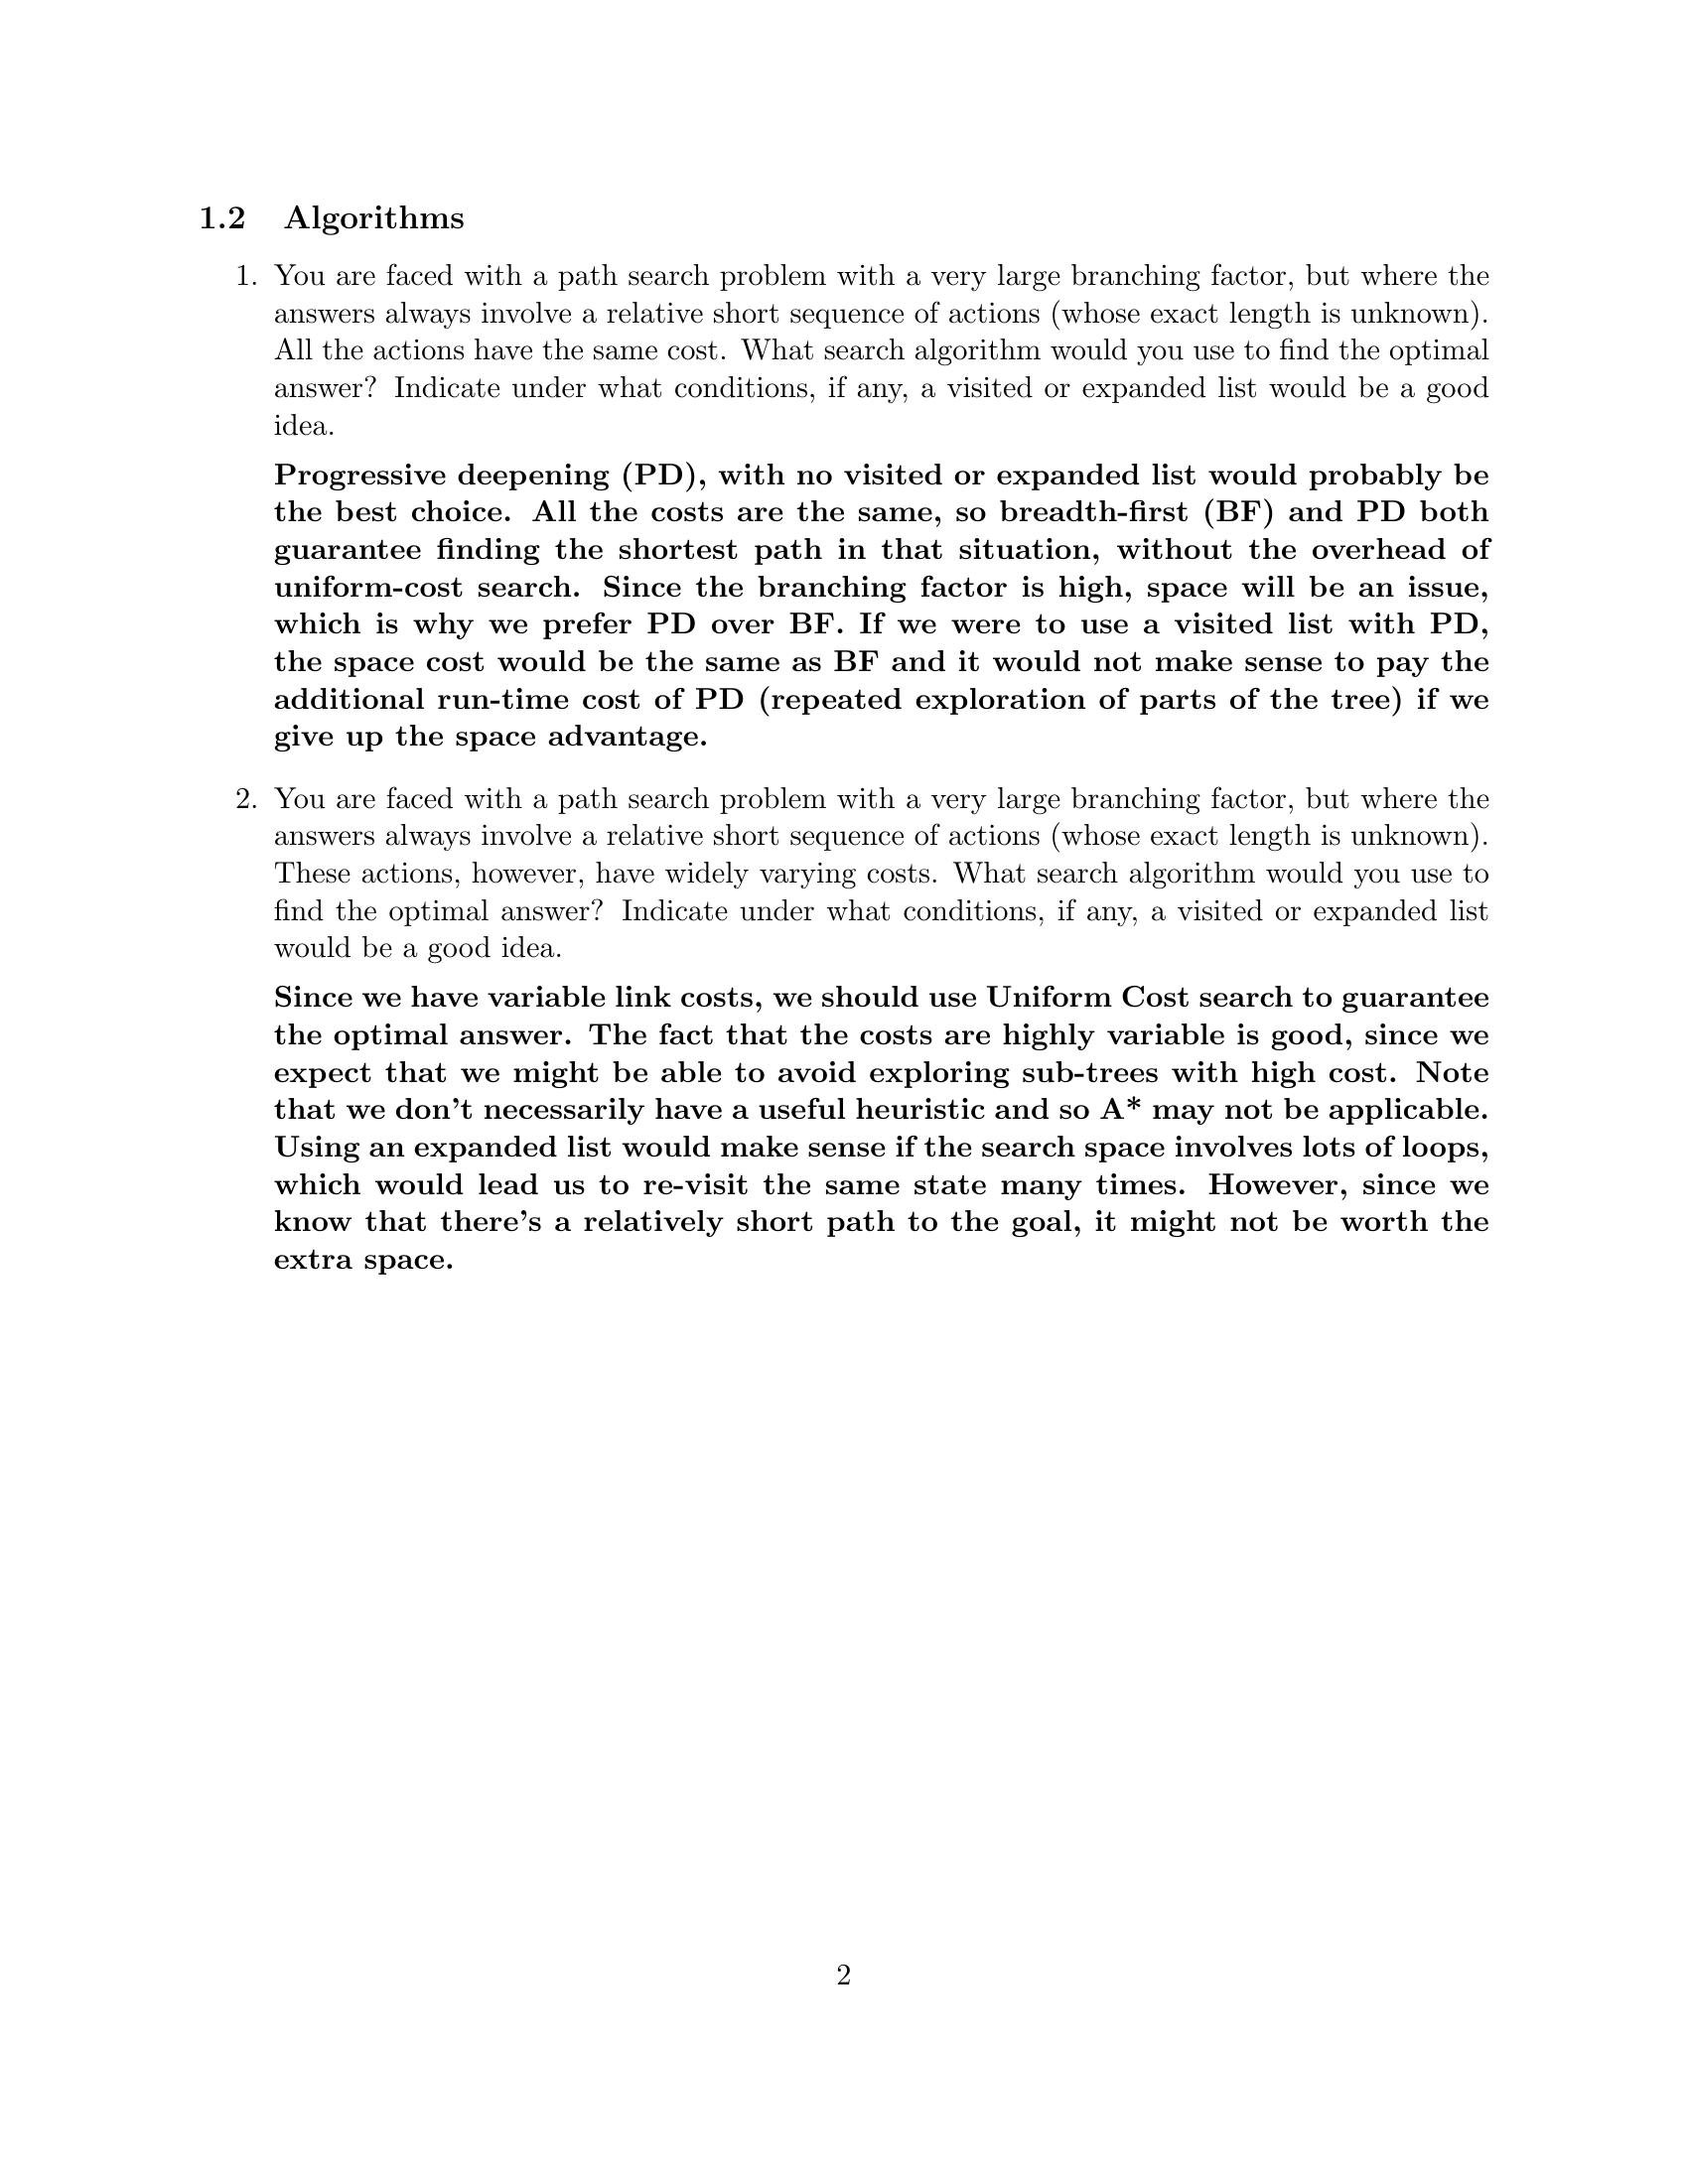 1.2 Algorithms
1. You are faced with a path search problem with a very large branching factor, but where the
answers always involve a relative short sequence of actions (whose exact length is unknown).
All the actions have the same cost. What search algorithm would you use to find the optimal
answer? Indicate under what conditions, if any, a visited or expanded list would be a good
idea.
Progressive deepening (PD), with no visited or expanded list would probably be
the best choice. All the costs are the same, so breadth-first (BF) and PD both
guarantee finding the shortest path in that situation, without the overhead of
uniform-cost search. Since the branching factor is high, space will be an issue,
which is why we prefer PD over BF. If we were to use a visited list with PD,
the space cost would be the same as BF and it would not make sense to pay the
additional run-time cost of PD (repeated exploration of parts of the tree) if we
give up the space advantage.
2. You are faced with a path search problem with a very large branching factor, but where the
answers always involve a relative short sequence of actions (whose exact length is unknown).
These actions, however, have widely varying costs. What search algorithm would you use to
find the optimal answer? Indicate under what conditions, if any, a visited or expanded list
would be a good idea.
Since we have variable link costs, we should use Uniform Cost search to guarantee
the optimal answer. The fact that the costs are highly variable is good, since we
expect that we might be able to avoid exploring sub-trees with high cost. Note
that we don't necessarily have a useful heuristic and so A* may not be applicable.
Using an expanded list would make sense if the search space involves lots of loops,
which would lead us to re-visit the same state many times. However, since we
know that there's a relatively short path to the goal, it might not be worth the
extra space.
2